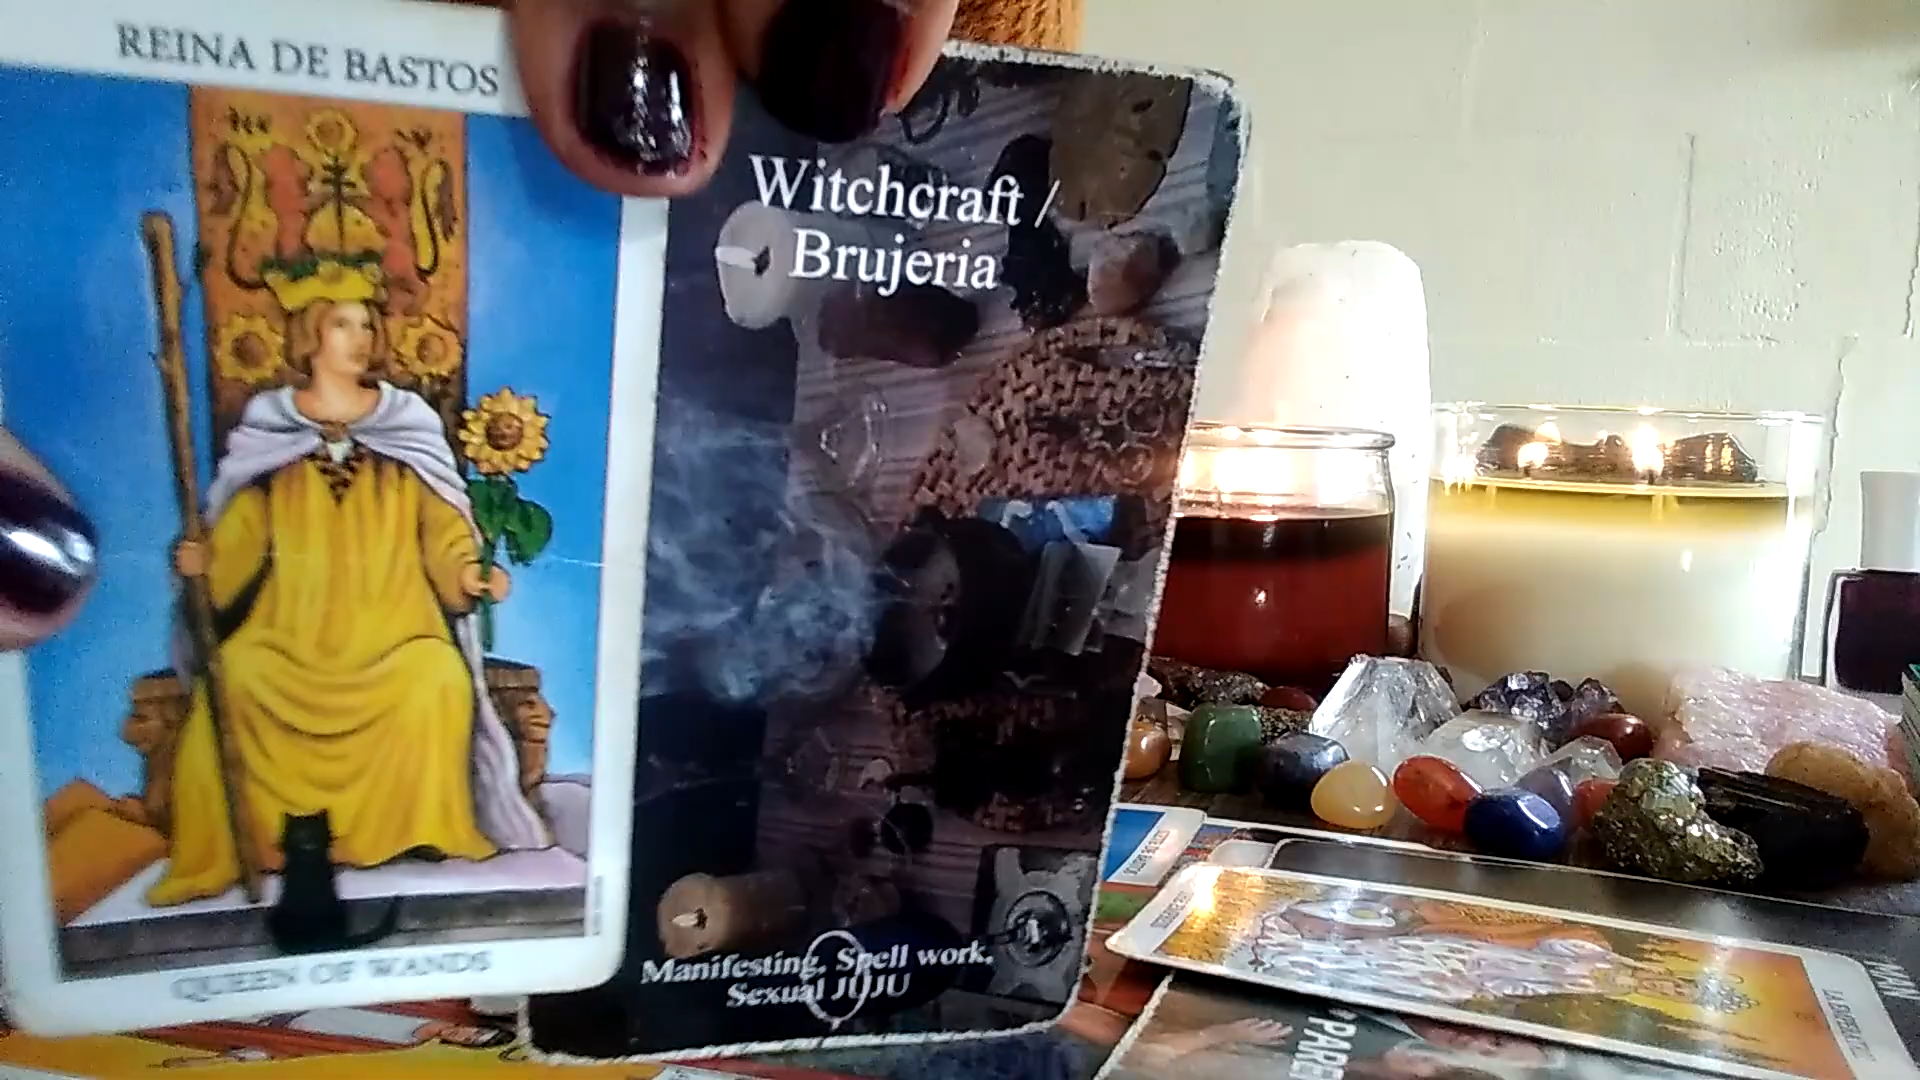 REINA DE BASTOS
QUEEN OF WANDS
Witchcraft /
Brujeria
Manifesting, Spell work,
Sexual JUJU